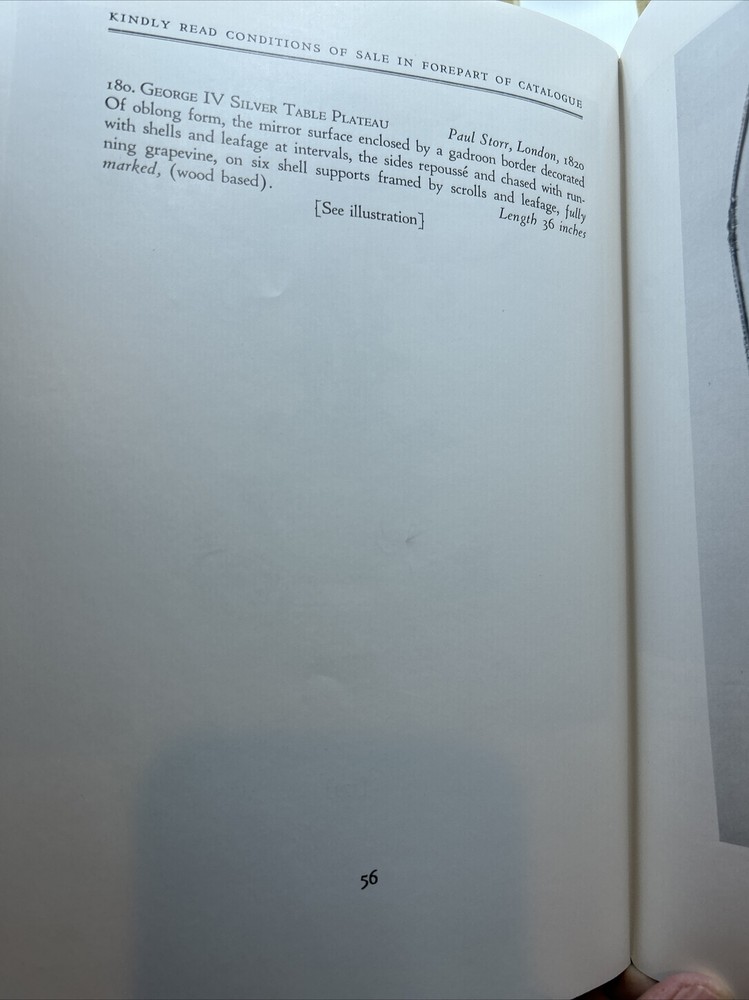 KINDLY READ CONDITIONS OF SALE IN FOREPART OF CATALOGUE
180. GEORGE IV SILVER TABLE PLATEAU Paul Storr, London, 1820
Of oblong form, the mirror surface enclosed by a gadroon border decorated
with shells and leafage at intervals, the sides repoussé and chased with run-
ning grapevine, on six shell supports framed by scrolls and leafage, fully
marked, (wood based). Length 36 inches
[See illustration]
56